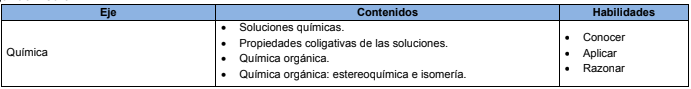 Eje Contenidos Habilidades
Química
• Soluciones químicas.
• Propiedades coligativas de las soluciones.
• Química orgánica.
• Química orgánica: estereoquímica e isomería.
• Conocer
• Aplicar
• Razonar